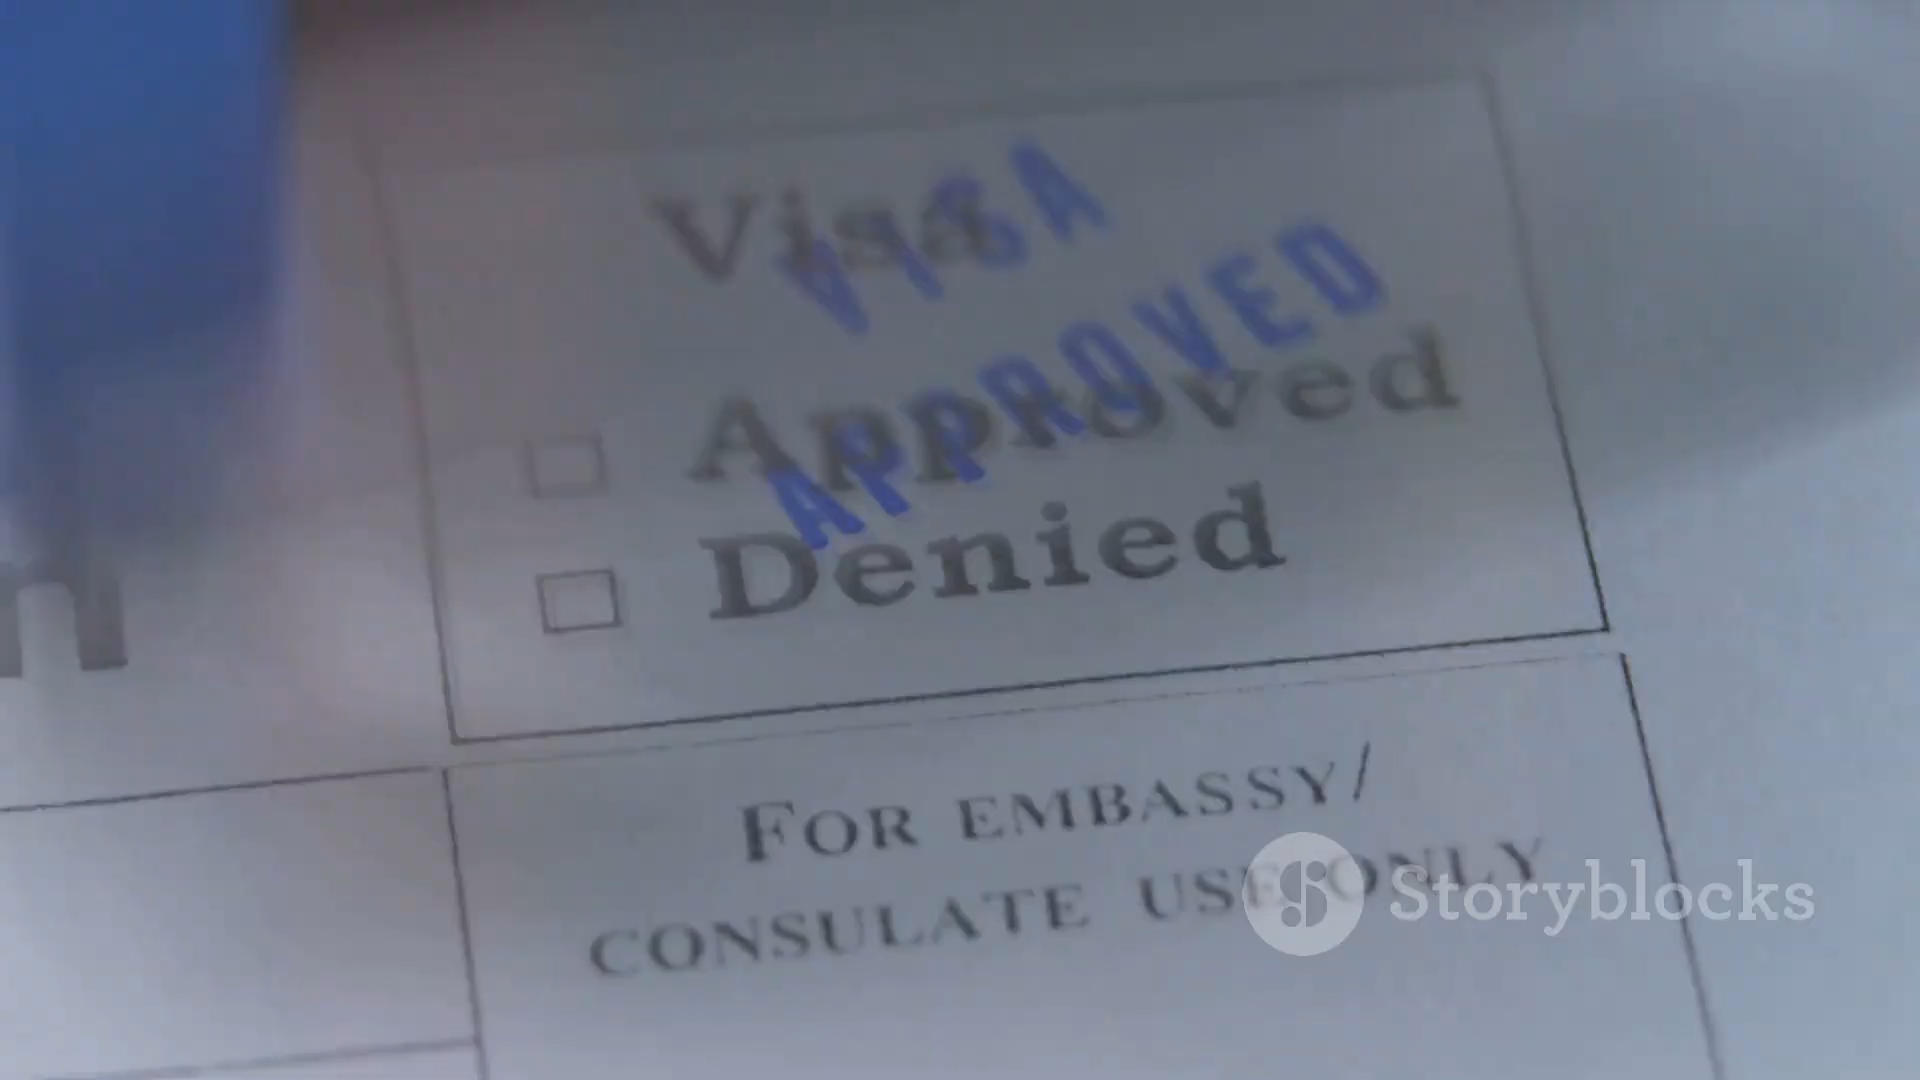 Visa
VISA
APPROVED
Approved
Denied
FOR EMBASSY/
CONSULATE USE ONLY
Storyblocks